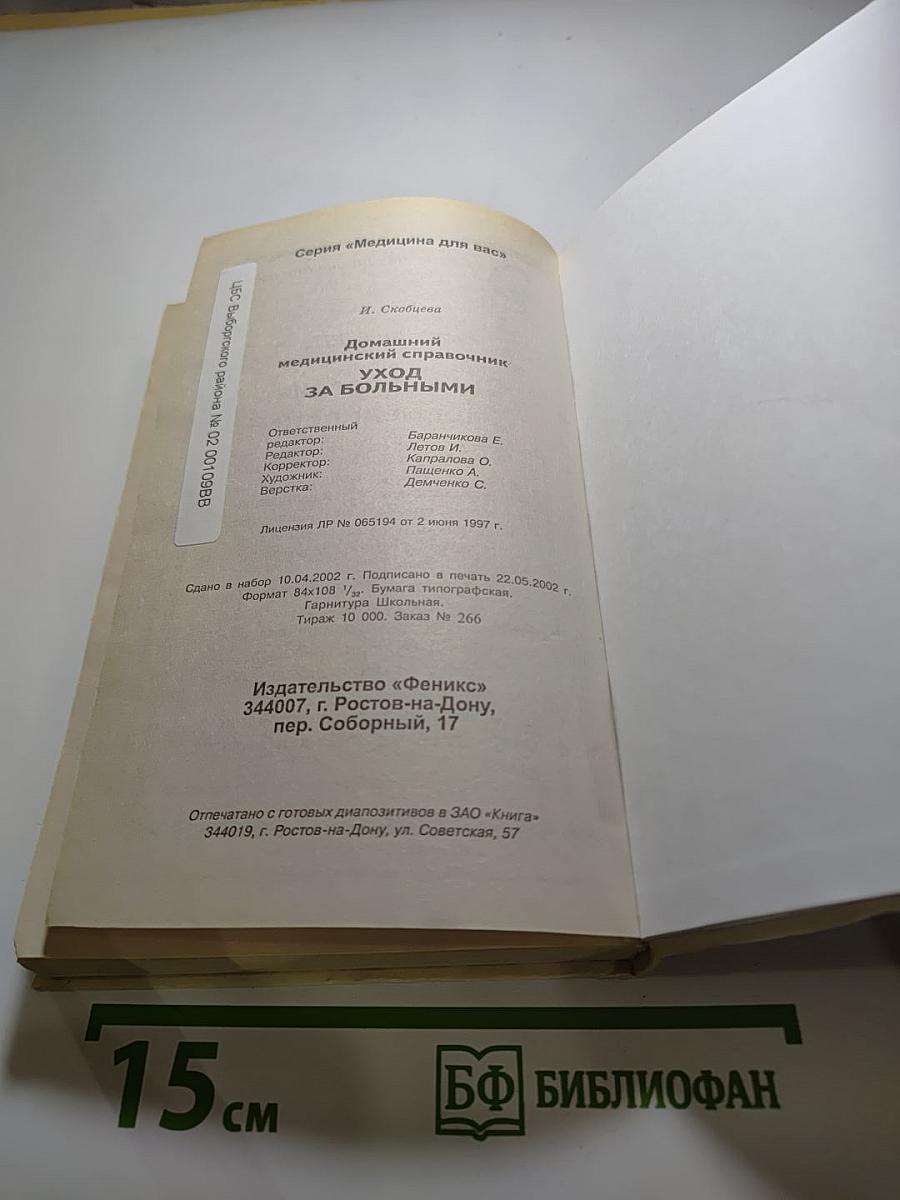 Серия «Медицина для вас»
И. Скобцева
Домашний
медицинский справочник
УХОД
ЗА БОЛЬНЫМИ
Ответственный
редактор: Баранчикова Е.
Редактор: Летов И.
Корректор: Капралова О.
Художник: Пащенко А.
Верстка: Демченко С.
Лицензия ЛР № 065194 от 2 июня 1997 г.
Сдано в набор 10.04.2002 г. Подписано в печать 22.05.2002 г.
Формат 84х108 1/32. Бумага типографская.
Гарнитура Школьная.
Тираж 10 000. Заказ № 266
Издательство «Феникс»
344007, г. Ростов-на-Дону,
пер. Соборный, 17
Отпечатано с готовых диапозитивов в ЗАО «Книга»
344019, г. Ростов-на-Дону, ул. Советская, 57
ЦБС Выборгского района № 02 00109ВВ
15 см
БФ БИБЛИОФАН